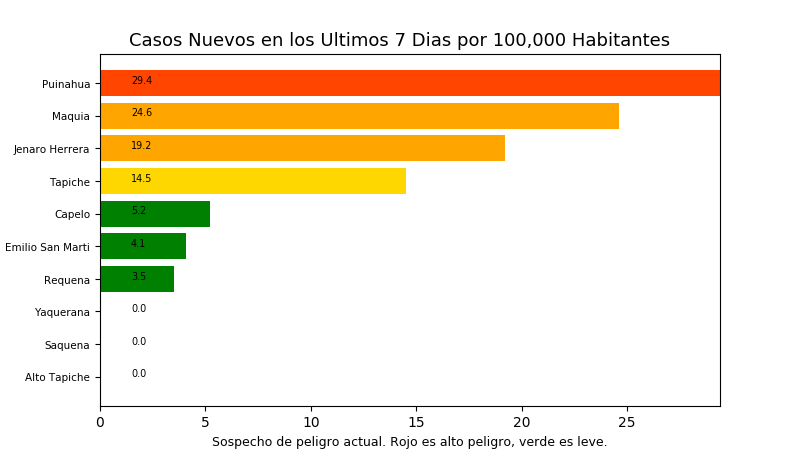 Casos Nuevos en los Ultimos 7 Dias por 100,000 Habitantes
Puinahua 29.4
Maquia 24.6
Jenaro Herrera 19.2
Tapiche 14.5
Capelo 5.2
Emilio San Marti 4.1
Requena 3.5
Yaquerana 0.0
Saquena 0.0
Alto Tapiche 0.0
0 5 10 15 20 25
Sospecho de peligro actual. Rojo es alto peligro, verde es leve.